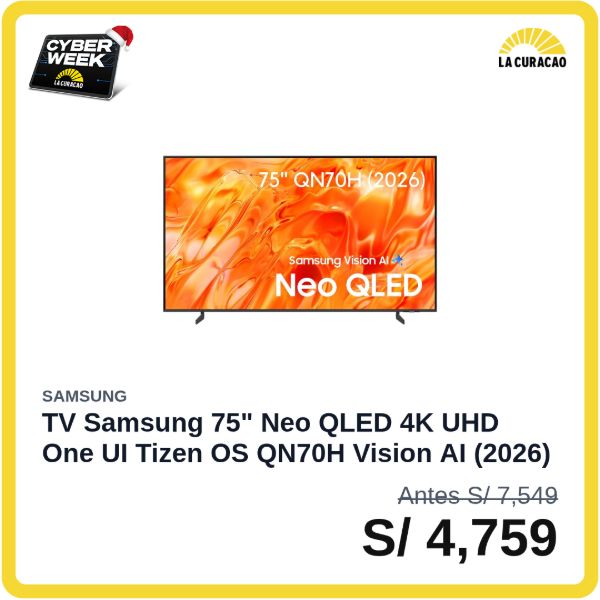 CYBER
WEEK
LA CURACAO
LA CURACAO
75" QN70H (2026)
Samsung Vision AI
Neo QLED
SAMSUNG
TV Samsung 75" Neo QLED 4K UHD
One UI Tizen OS QN70H Vision AI (2026)
Antes S/ 7,549
S/ 4,759